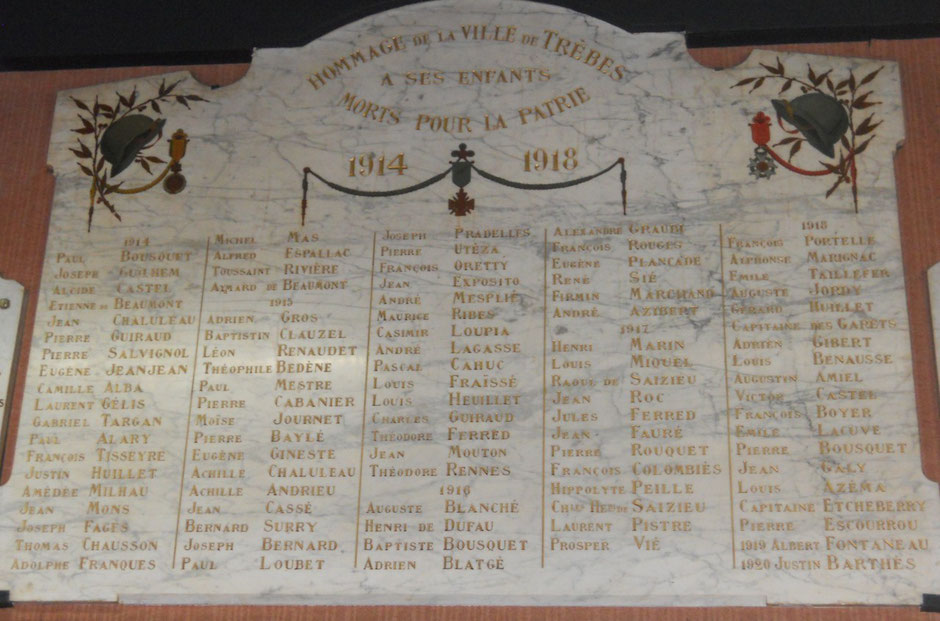 HOMMAGE DE LA VILLE DE TRÈBES
A SES ENFANTS
MORTS POUR LA PATRIE
1914 1918
1914
PAUL BOUSQUET
JOSEPH GUILHEM
ALCIDE CASTEL
ETIENNE DE BEAUMONT
JEAN CHALULEAU
PIERRE GUIRAUD
PIERRE SALVIGNOL
EUGÈNE JEANJEAN
CAMILLE ALBA
LAURENT GÉLIS
GABRIEL TARGAN
PAUL ALARY
FRANÇOIS TISSEYRE
JUSTIN HUILLET
AMÉDÉE MILHAU
JEAN MONS
JOSEPH FAGÈS
THOMAS CHAUSSON
ADOLPHE FRANQUES
MICHEL MAS
ALFRED ESPALLAC
TOUSSAINT RIVIÈRE
AIMARD DE BEAUMONT
1915
ADRIEN GROS
BAPTISTIN CLAUZEL
LÉON RENAUDET
THÉOPHILE BEDÈNE
PAUL MESTRE
PIERRE CABANIER
MOÏSE JOURNET
PIERRE BAYLÉ
EUGÈNE GINESTE
ACHILLE CHALULEAU
ACHILLE ANDRIEU
JEAN CASSÉ
BERNARD SURRY
JOSEPH BERNARD
PAUL LOUBET
JOSEPH PRADELLES
PIERRE UTÉZA
FRANÇOIS ORETTY
JEAN EXPOSITO
ANDRÉ MESPLIÉ
MAURICE RIBES
CASIMIR LOUPIA
ANDRÉ LAGASSE
PASCAL CAHUC
LOUIS FRAÏSSÉ
LOUIS HEUILLET
CHARLES GUIRAUD
THÉODORE FERRED
JEAN MOUTON
THÉODORE RENNES
1916
AUGUSTE BLANCHÉ
HENRI DE DUFAU
BAPTISTE BOUSQUET
ADRIEN BLATGÉ
ALEXANDRE GRAUBI
FRANÇOIS ROUGES
EUGÈNE PLANCADE
RENÉ SIÉ
FIRMIN MARCHAND
ANDRÉ AZIBERT
1917
HENRI MARIN
LOUIS MIQUEL
RAOUL DE SAIZIEU
JEAN ROC
JULES FERRED
JEAN FAURÉ
PIERRE ROUQUET
FRANÇOIS COLOMBIÈS
HIPPOLYTE PEILLE
DE SAIZIEU
LAURENT PISTRE
PROSPER VIÉ
1918
FRANÇOIS PORTELLE
ALPHONSE MARIGNAC
EMILE TAILLEFER
AUGUSTE JORDY
GÉRARD HUILLET
CAPITAINE DES GARETS
ADRIEN GIBERT
LOUIS BENAUSSE
AUGUSTIN AMIEL
VICTOR CASTEL
FRANÇOIS BOYER
EMILE LACUVE
PIERRE BOUSQUET
JEAN GALY
LOUIS AZÉMA
CAPITAINE ETCHEBERRY
PIERRE ESCOURROU
1919 ALBERT FONTANEAU
1920 JUSTIN BARTHÈS